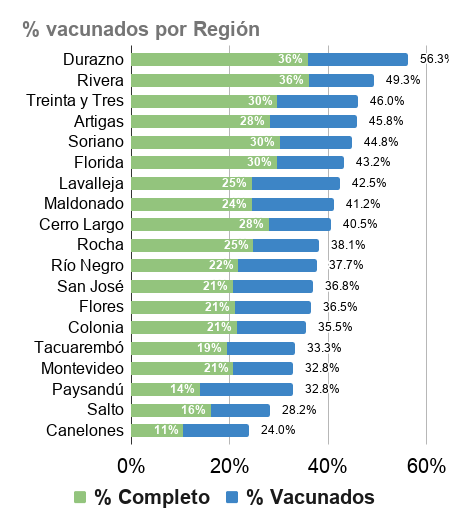 % vacunados por Región
Durazno 36% 56.3%
Rivera 36% 49.3%
Treinta y Tres 30% 46.0%
Artigas 28% 45.8%
Soriano 30% 44.8%
Florida 30% 43.2%
Lavalleja 25% 42.5%
Maldonado 24% 41.2%
Cerro Largo 28% 40.5%
Rocha 25% 38.1%
Río Negro 22% 37.7%
San José 21% 36.8%
Flores 21% 36.5%
Colonia 21% 35.5%
Tacuarembó 19% 33.3%
Montevideo 21% 32.8%
Paysandú 14% 32.8%
Salto 16% 28.2%
Canelones 11% 24.0%
0% 20% 40% 60%
% Completo % Vacunados